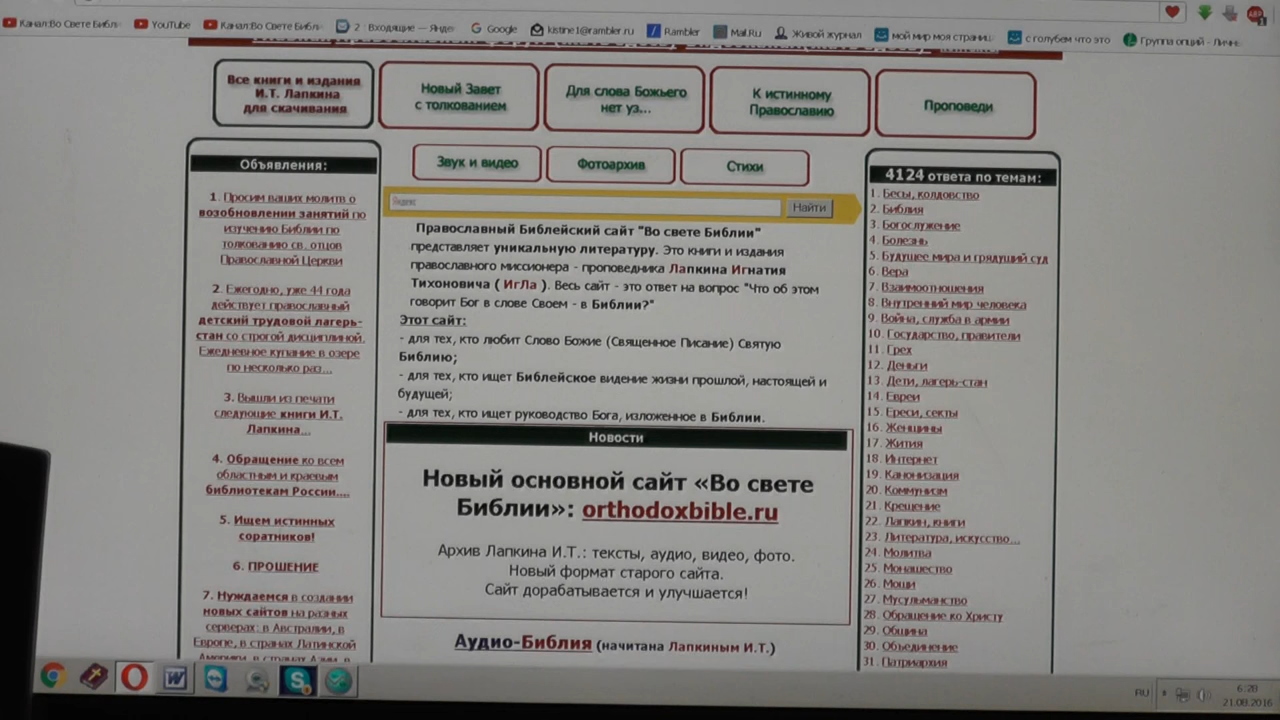 Канал:Во Свете Библ
YouTube
Канал:Во Свете Библ
2 : Входящие — Янде
Google
kistine1@rambler.ru
Rambler
Mail.Ru
Живой журнал
мой мир моя страниц
с голубем что это
Группа опций - Личн
Все книги и издания
И.Т. Лапкина
для скачивания
Новый Завет
с толкованием
Для слова Божьего
нет уз...
К истинному
Православию
Проповеди
Звук и видео
Фотоархив
Стихи
Объявления:
1. Просим ваших молитв о
возобновлении занятий по
изучению Библии по
толкованию св. отцов
Православной Церкви
2. Ежегодно, уже 44 года
действует православный
детский трудовой лагерь-
стан со строгой дисциплиной.
Ежедневное купание в озере
по несколько раз...
3. Вышли из печати
следующие книги И.Т.
Лапкина...
4. Обращение ко всем
областным и краевым
библиотекам России....
5. Ищем истинных
соратников!
6. ПРОШЕНИЕ
7. Нуждаемся в создании
новых сайтов на разных
серверах: в Австралии, в
Европе, в странах Латинской
Америки, в странах Азии, в
Яндекс
Найти
Православный Библейский сайт "Во свете Библии"
представляет уникальную литературу. Это книги и издания
православного миссионера - проповедника Лапкина Игнатия
Тихоновича ( ИгЛа ). Весь сайт - это ответ на вопрос "Что об этом
говорит Бог в слове Своем - в Библии?"
Этот сайт:
- для тех, кто любит Слово Божие (Священное Писание) Святую
Библию;
- для тех, кто ищет Библейское видение жизни прошлой, настоящей и
будущей;
- для тех, кто ищет руководство Бога, изложенное в Библии.
Новости
Новый основной сайт «Во свете
Библии»: orthodoxbible.ru
Архив Лапкина И.Т.: тексты, аудио, видео, фото.
Новый формат старого сайта.
Сайт дорабатывается и улучшается!
Аудио-Библия (начитана Лапкиным И.Т.)
4124 ответа по темам:
1. Бесы, колдовство
2. Библия
3. Богослужение
4. Болезнь
5. Будущее мира и грядущий суд
6. Вера
7. Взаимоотношения
8. Внутренний мир человека
9. Война, служба в армии
10. Государство, правители
11. Грех
12. Деньги
13. Дети, лагерь-стан
14. Евреи
15. Ереси, секты
16. Женщины
17. Жития
18. Интернет
19. Канонизация
20. Коммунизм
21. Крещение
22. Лапкин, книги
23. Литература, искусство...
24. Молитва
25. Монашество
26. Мощи
27. Мусульманство
28. Обращение ко Христу
29. Община
30. Объединение
31. Патриархия
RU
6:28
21.08.2016